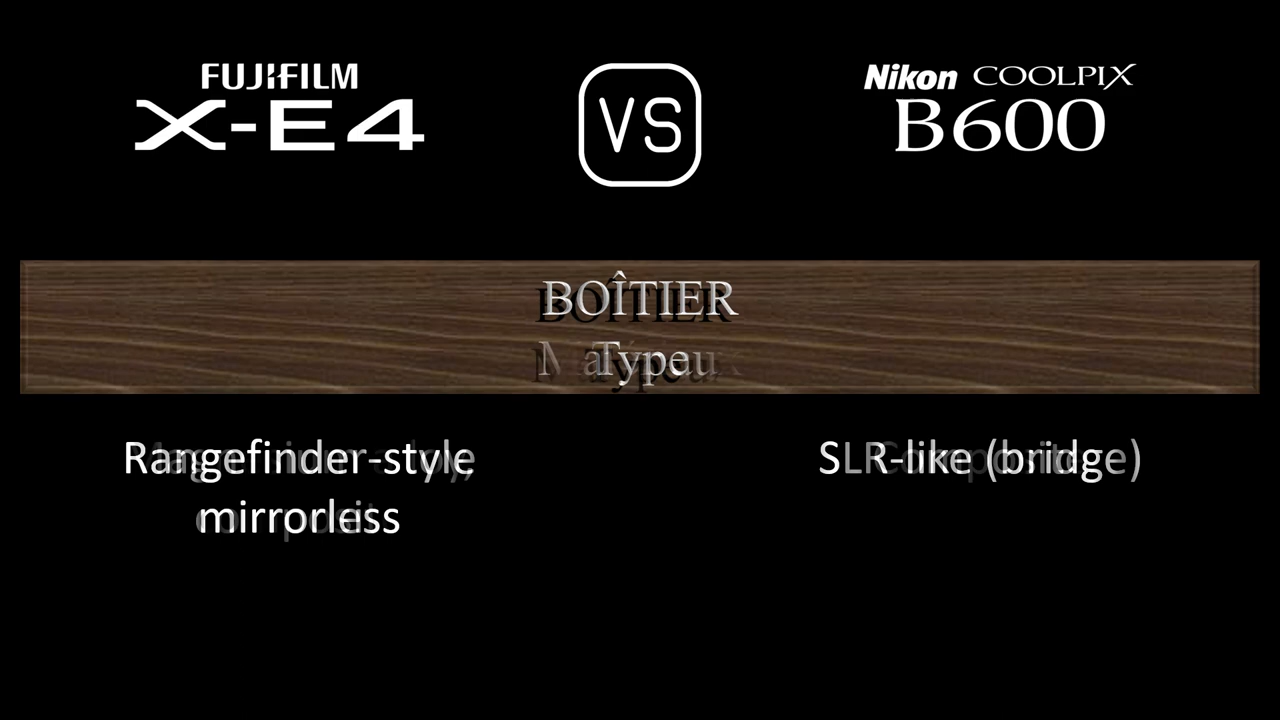 FUJIFILM
X-E4
VS
Nikon COOLPIX
B600
BOÎTIER
Type
Rangefinder-style,
mirrorless
SLR-like (bridge)